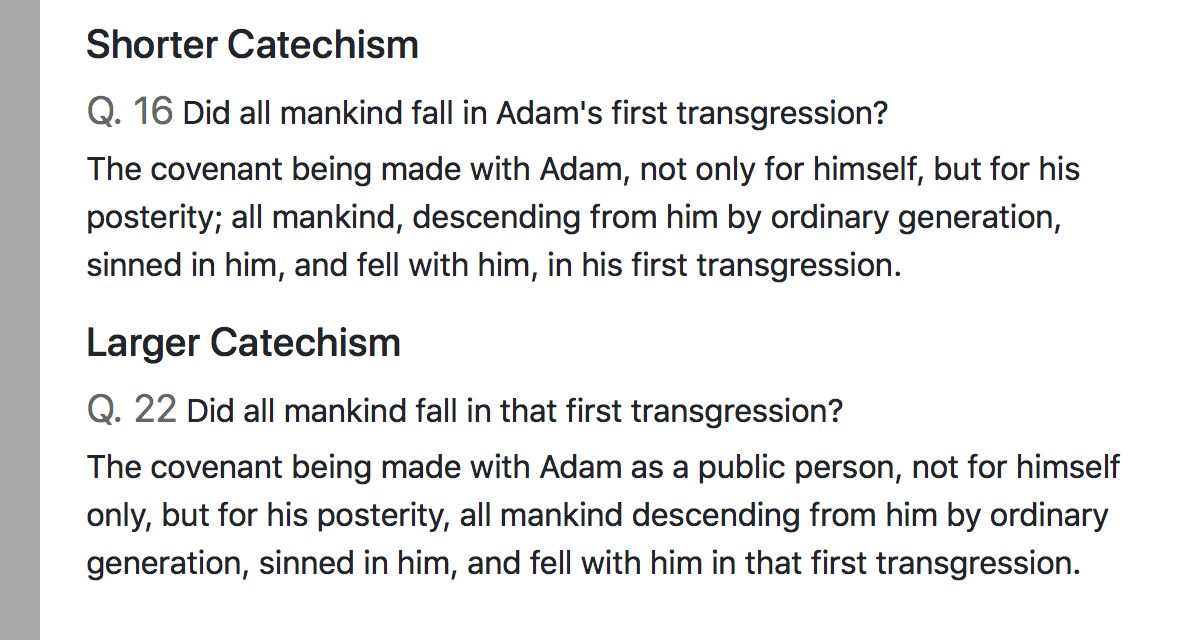 Shorter Catechism
Q. 16 Did all mankind fall in Adam's first transgression?
The covenant being made with Adam, not only for himself, but for his
posterity; all mankind, descending from him by ordinary generation,
sinned in him, and fell with him, in his first transgression.
Larger Catechism
Q. 22 Did all mankind fall in that first transgression?
The covenant being made with Adam as a public person, not for himself
only, but for his posterity, all mankind descending from him by ordinary
generation, sinned in him, and fell with him in that first transgression.